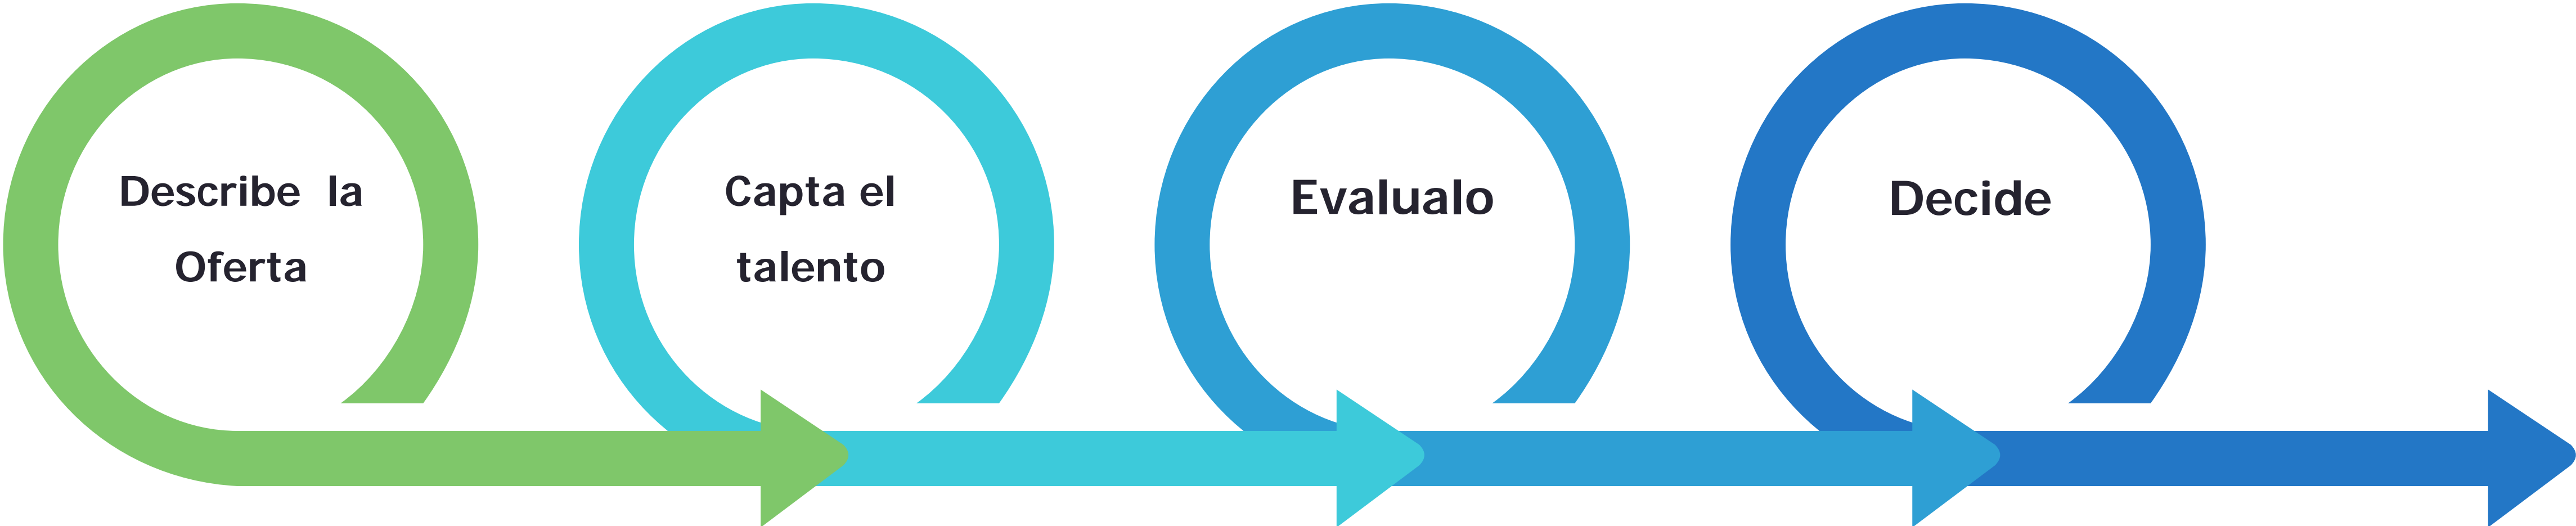 Describe la
Oferta
Capta el
talento
Evalualo
Decide